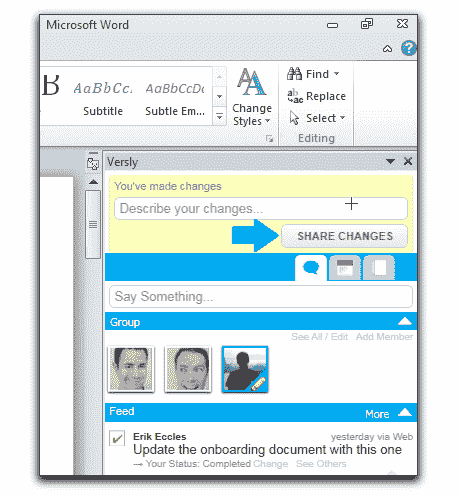 Microsoft Word
AaBbCc. AaBbCcDc
Subtitle Subtle Em...
Change Styles
Find
Replace
Select
Editing
Versly
You've made changes
Describe your changes...
SHARE CHANGES
Say Something...
Group
See All / Edit Add Member
Feed More
Erik Eccles yesterday via Web
Update the onboarding document with this one
→ Your Status: Completed Change See Others